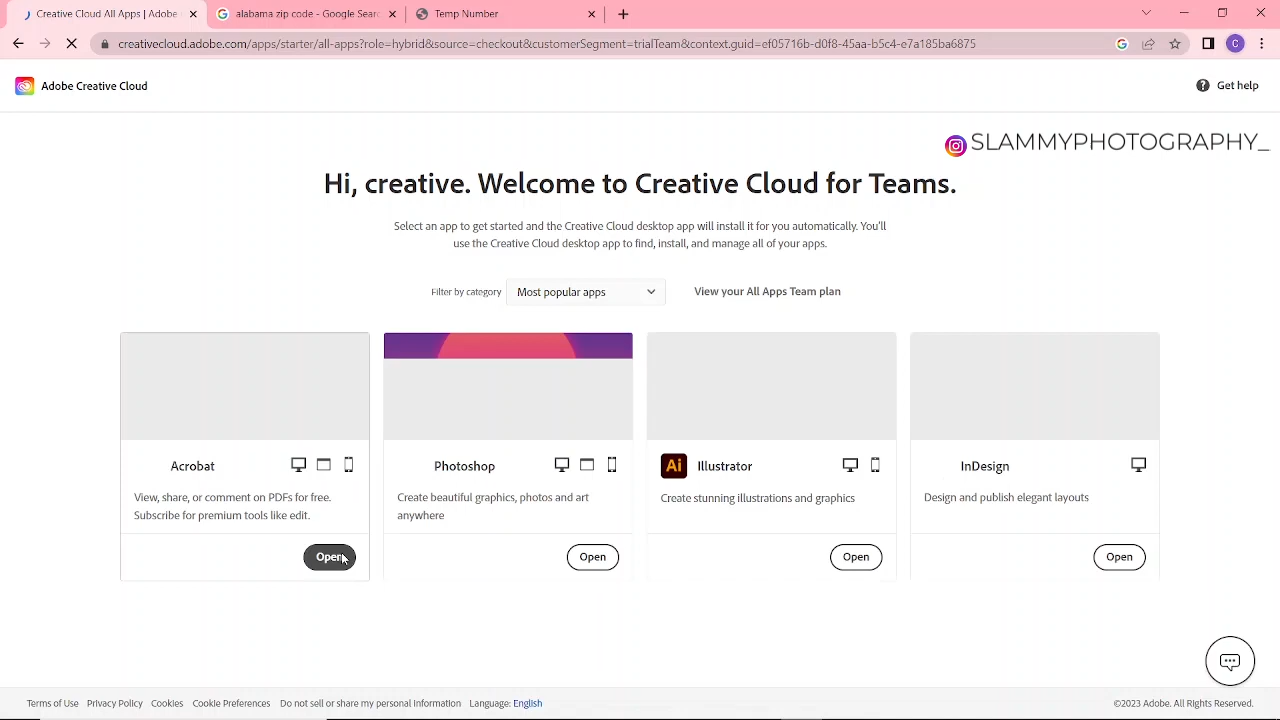 Creative Cloud All Apps | Adobe
alabama zip code - Google Sear
Temp Number
creativecloud.adobe.com/apps/starter/all-apps?role=hybrid&source=checkout&customerSegment=trialTeam&context.guid=ef05716b-d0f8-45aa-b5c4-e7a185ba6875
C
Adobe Creative Cloud
Get help
SLAMMYPHOTOGRAPHY_
Hi, creative. Welcome to Creative Cloud for Teams.
Select an app to get started and the Creative Cloud desktop app will install it for you automatically. You'll
use the Creative Cloud desktop app to find, install, and manage all of your apps.
Filter by category
Most popular apps
View your All Apps Team plan
Acrobat
View, share, or comment on PDFs for free.
Subscribe for premium tools like edit.
Open
Photoshop
Create beautiful graphics, photos and art
anywhere
Open
Ai
Illustrator
Create stunning illustrations and graphics
Open
InDesign
Design and publish elegant layouts
Open
Terms of Use Privacy Policy Cookies Cookie Preferences Do not sell or share my personal information Language: English
©2023 Adobe. All Rights Reserved.